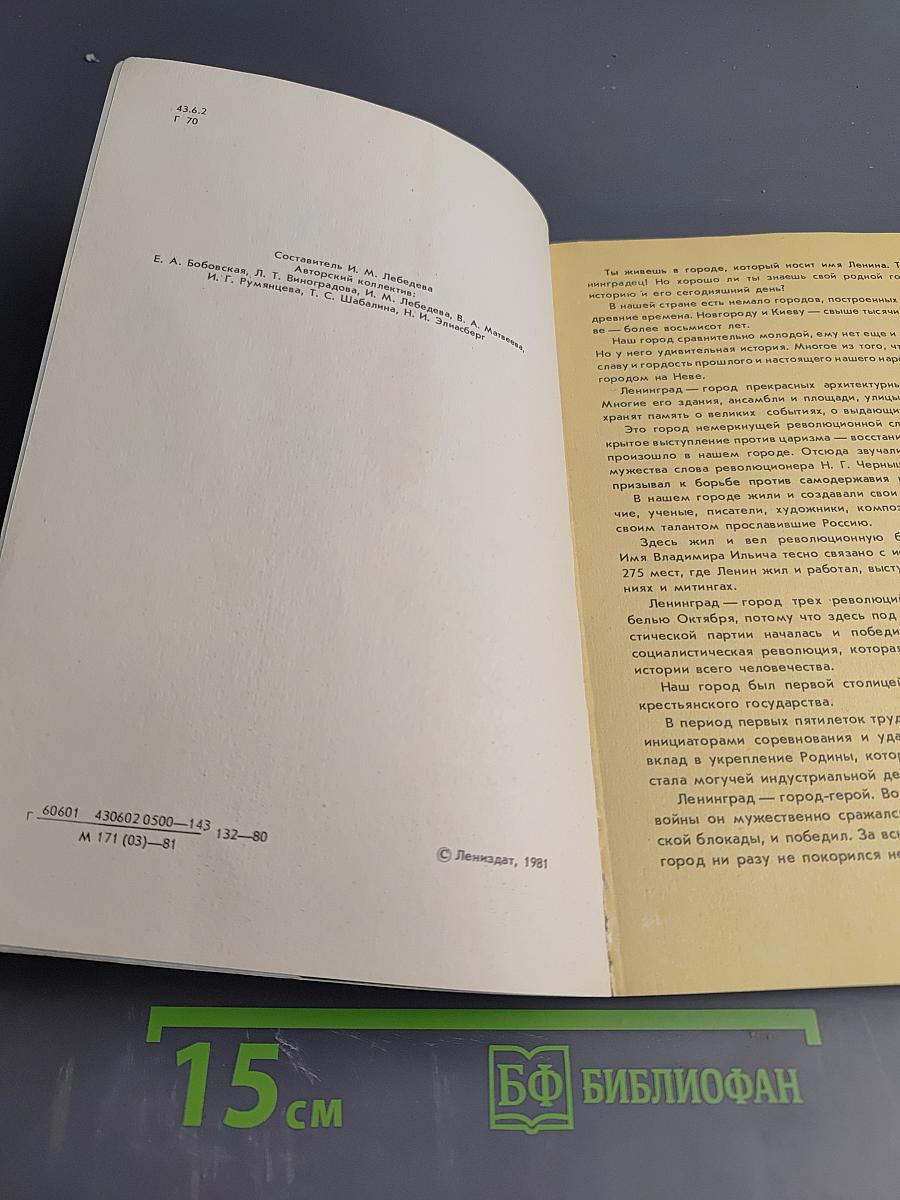 43.6.2
Г 70
Составитель И. М. Лебедева
Авторский коллектив:
Е. А. Бобовская, Л. Т. Виноградова, И. М. Лебедева, В. А. Матвеева,
И. Г. Румянцева, Т. С. Шабалина, Н. И. Элиасберг
Г 60601 430602 0500—143 132—80
М 171 (03)—81
© Лениздат, 1981
Ты живешь в городе, который носит имя Ленина. Т
нинградец! Но хорошо ли ты знаешь свой родной го
историю и его сегодняшний день?
В нашей стране есть немало городов, построенных
древние времена. Новгороду и Киеву — свыше тысячи
ве — более восьмисот лет.
Наш город сравнительно молодой, ему нет еще и
Но у него удивительная история. Многое из того, чт
славу и гордость прошлого и настоящего нашего нар
городом на Неве.
Ленинград — город прекрасных архитектурны
Многие его здания, ансамбли и площади, улицы
хранят память о великих событиях, о выдающи
Это город немеркнущей революционной сл
крытое выступление против царизма — восстани
произошло в нашем городе. Отсюда звучали
мужества слова революционера Н. Г. Черныш
призывал к борьбе против самодержавия
В нашем городе жили и создавали свои
чие, ученые, писатели, художники, композ
своим талантом прославившие Россию.
Здесь жил и вел революционную б
Имя Владимира Ильича тесно связано с и
275 мест, где Ленин жил и работал, высту
ниях и митингах.
Ленинград — город трех революций
белью Октября, потому что здесь под
стической партии началась и победи
социалистическая революция, которая
истории всего человечества.
Наш город был первой столицей
крестьянского государства.
В период первых пятилеток труд
инициаторами соревнования и уда
вклад в укрепление Родины, котор
стала могучей индустриальной де
Ленинград — город-герой. Во
войны он мужественно сражалс
ской блокады, и победил. За вс
город ни разу не покорился не
15 см
БФ БИБЛИОФАН